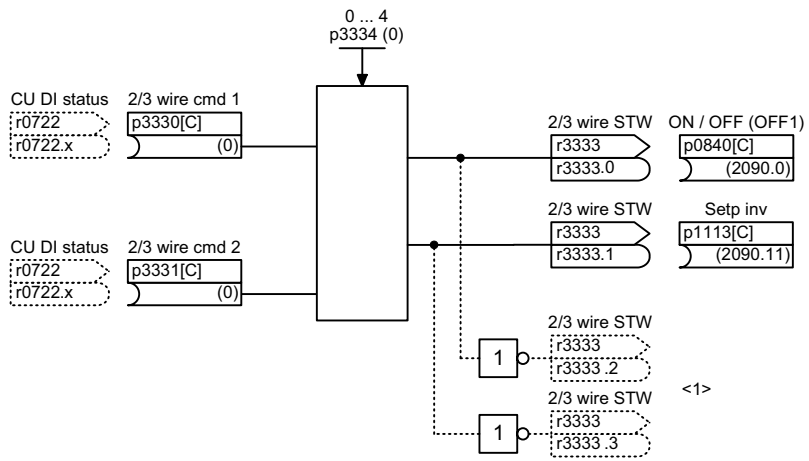 0 ... 4
p3334 (0)
CU DI status
2/3 wire cmd 1
r0722
p3330[C]
r0722.x
(0)
2/3 wire STW
ON / OFF (OFF1)
r3333
p0840[C]
r3333.0
(2090.0)
2/3 wire STW
Setp inv
r3333
p1113[C]
r3333.1
(2090.11)
CU DI status
2/3 wire cmd 2
r0722
p3331[C]
r0722.x
(0)
2/3 wire STW
1
r3333
r3333 .2
<1>
2/3 wire STW
1
r3333
r3333 .3